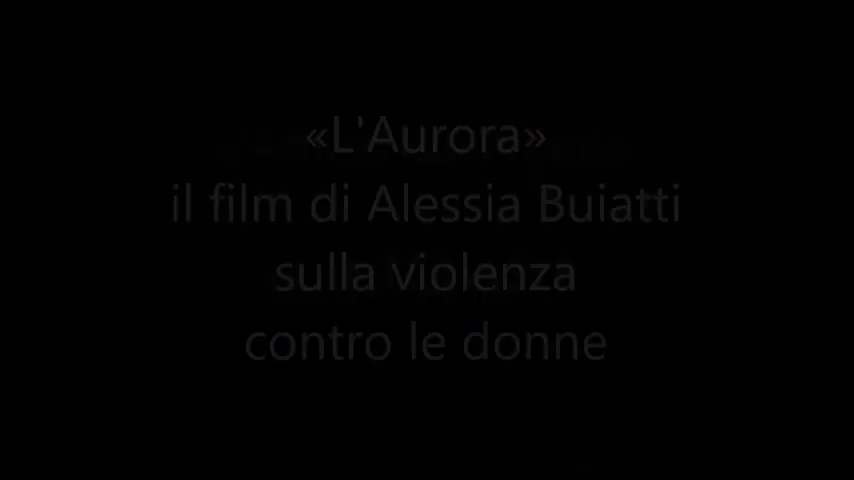 «L'Aurora»
il film di Alessia Buiatti
sulla violenza
contro le donne